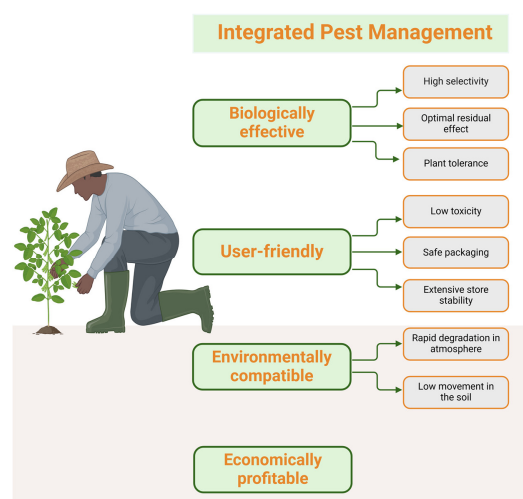 Integrated Pest Management
Biologically
effective
High selectivity
Optimal residual
effect
Plant tolerance
User-friendly
Low toxicity
Safe packaging
Extensive store
stability
Environmentally
compatible
Rapid degradation in
atmosphere
Low movement in
the soil
Economically
profitable